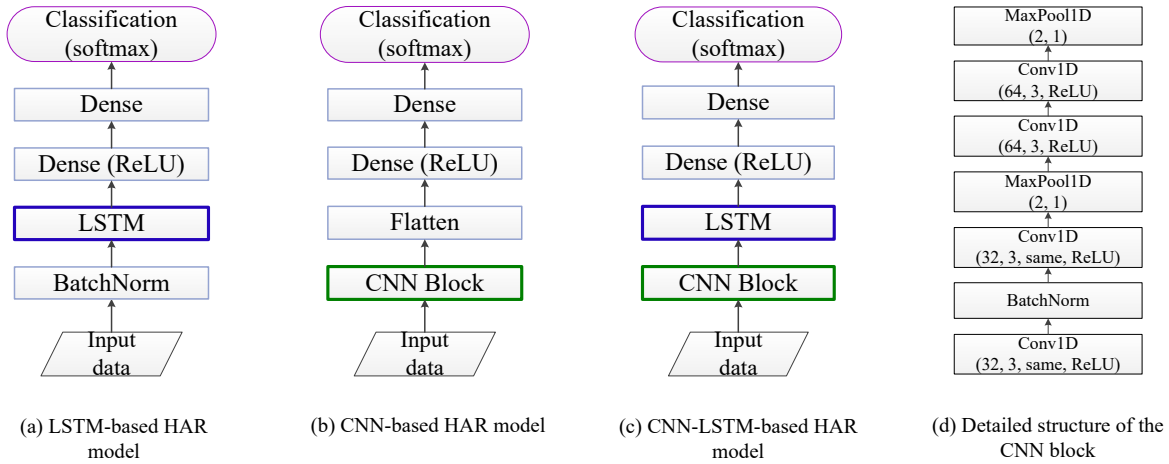 Classification
(softmax)
Dense
Dense (ReLU)
LSTM
BatchNorm
Input
data
(a) LSTM-based HAR
model
Classification
(softmax)
Dense
Dense (ReLU)
Flatten
CNN Block
Input
data
(b) CNN-based HAR model
Classification
(softmax)
Dense
Dense (ReLU)
LSTM
CNN Block
Input
data
(c) CNN-LSTM-based HAR
model
MaxPool1D
(2, 1)
Conv1D
(64, 3, ReLU)
Conv1D
(64, 3, ReLU)
MaxPool1D
(2, 1)
Conv1D
(32, 3, same, ReLU)
BatchNorm
Conv1D
(32, 3, same, ReLU)
(d) Detailed structure of the
CNN block